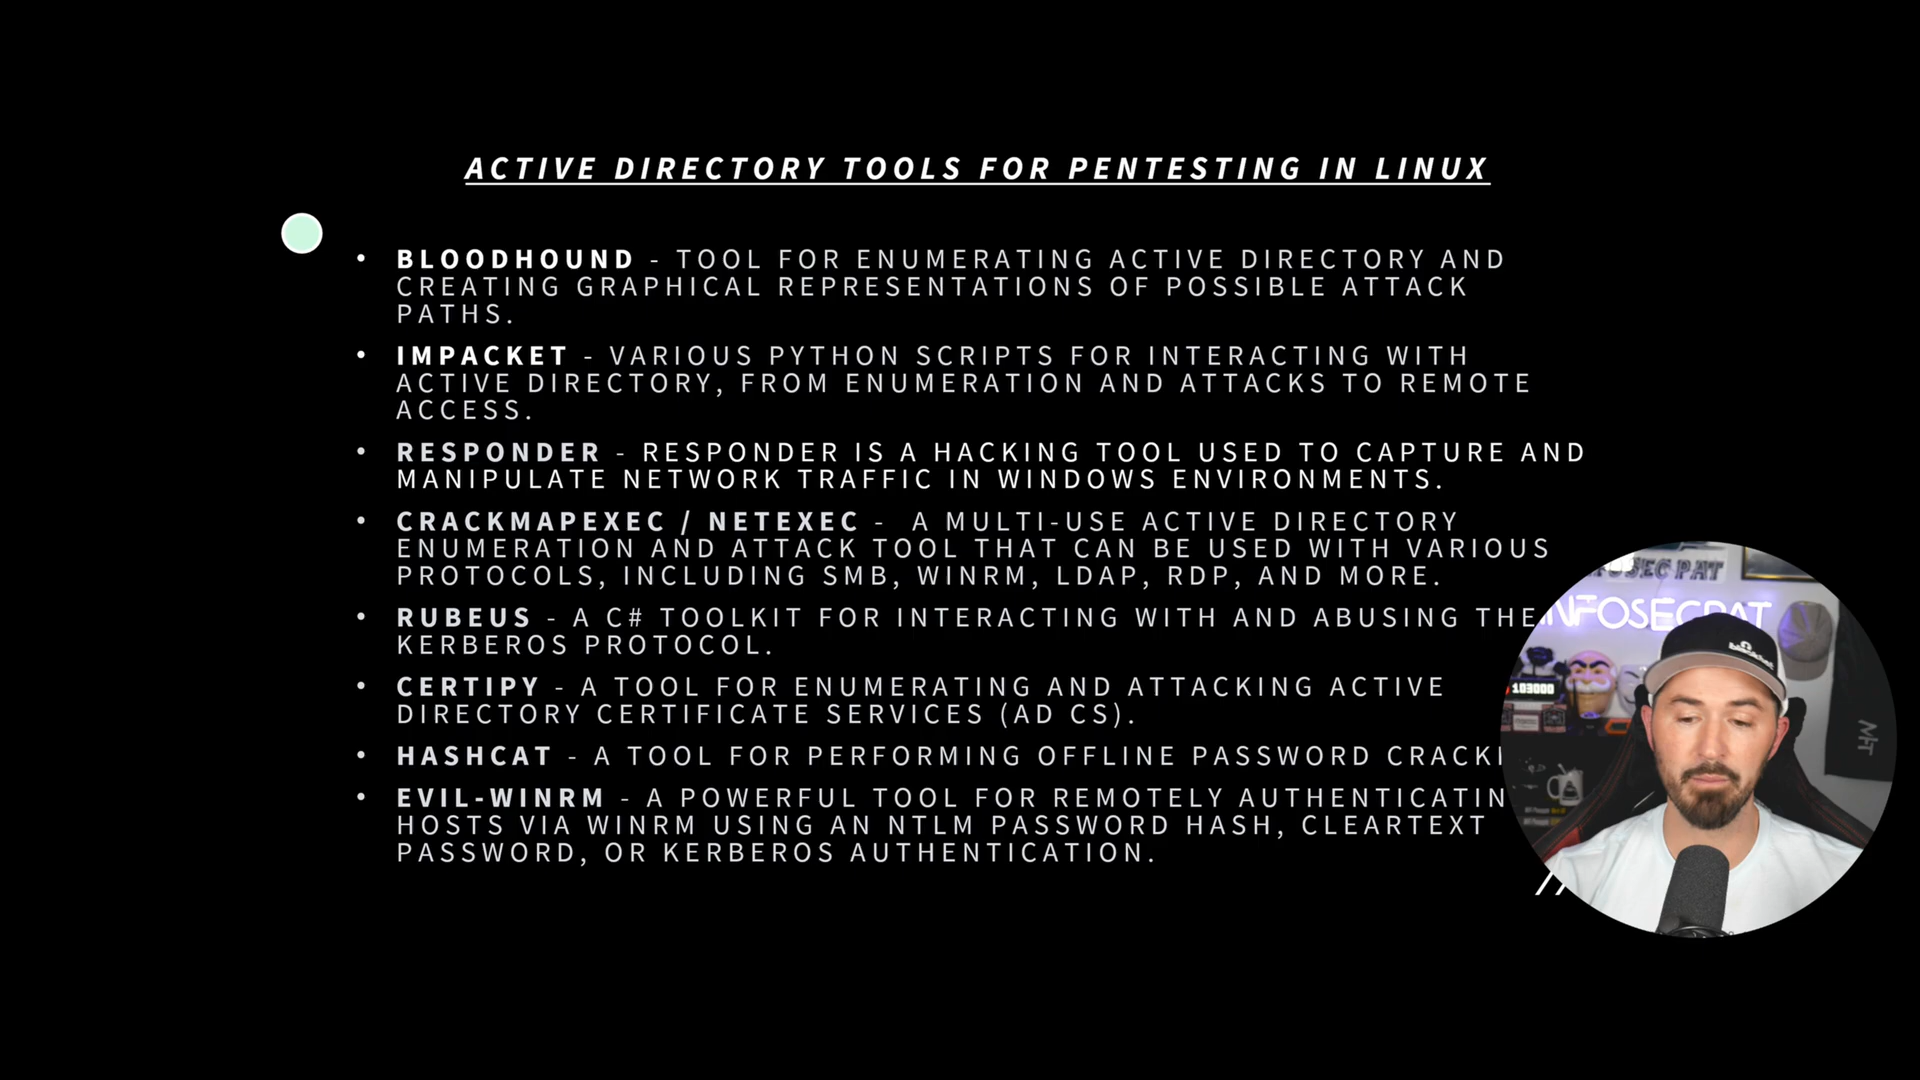 ACTIVE DIRECTORY TOOLS FOR PENTESTING IN LINUX
• BLOODHOUND - TOOL FOR ENUMERATING ACTIVE DIRECTORY AND
CREATING GRAPHICAL REPRESENTATIONS OF POSSIBLE ATTACK
PATHS.
• IMPACKET - VARIOUS PYTHON SCRIPTS FOR INTERACTING WITH
ACTIVE DIRECTORY, FROM ENUMERATION AND ATTACKS TO REMOTE
ACCESS.
• RESPONDER - RESPONDER IS A HACKING TOOL USED TO CAPTURE AND
MANIPULATE NETWORK TRAFFIC IN WINDOWS ENVIRONMENTS.
• CRACKMAPEXEC / NETEXEC - A MULTI-USE ACTIVE DIRECTORY
ENUMERATION AND ATTACK TOOL THAT CAN BE USED WITH VARIOUS
PROTOCOLS, INCLUDING SMB, WINRM, LDAP, RDP, AND MORE.
• RUBEUS - A C# TOOLKIT FOR INTERACTING WITH AND ABUSING THE
KERBEROS PROTOCOL.
• CERTIPY - A TOOL FOR ENUMERATING AND ATTACKING ACTIVE
DIRECTORY CERTIFICATE SERVICES (AD CS).
• HASHCAT - A TOOL FOR PERFORMING OFFLINE PASSWORD CRACKI
• EVIL-WINRM - A POWERFUL TOOL FOR REMOTELY AUTHENTICATIN
HOSTS VIA WINRM USING AN NTLM PASSWORD HASH, CLEARTEXT
PASSWORD, OR KERBEROS AUTHENTICATION.
PAT
INFOSECPAT
103000